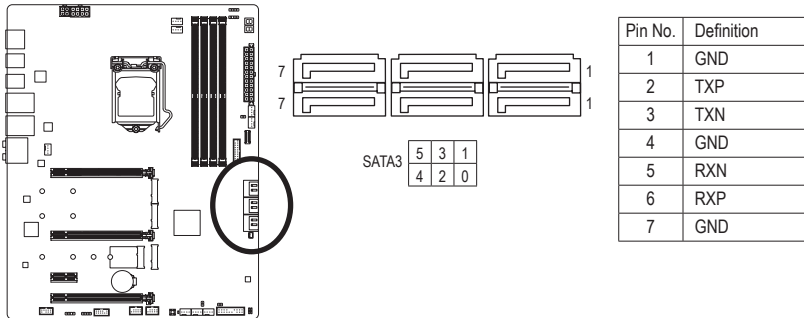 7 1
7 1
SATA3
5 3 1
4 2 0
Pin No. Definition
1 GND
2 TXP
3 TXN
4 GND
5 RXN
6 RXP
7 GND